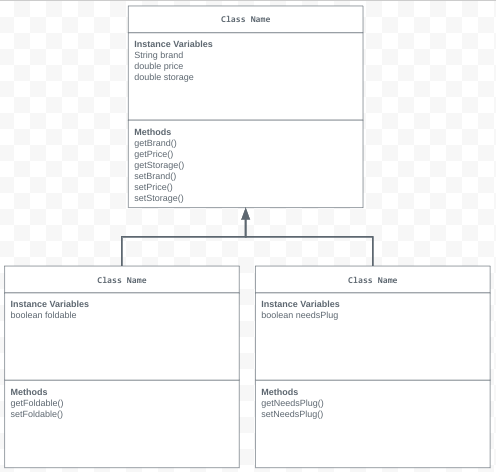 Class Name
Instance Variables
String brand
double price
double storage
Methods
getBrand()
getPrice()
getStorage()
setBrand()
setPrice()
setStorage()
Class Name
Instance Variables
boolean foldable
Methods
getFoldable()
setFoldable()
Class Name
Instance Variables
boolean needsPlug
Methods
getNeedsPlug()
setNeedsPlug()